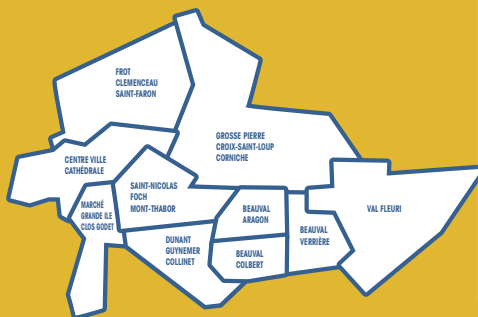 FROT
CLEMENCEAU
SAINT-FARON
GROSSE PIERRE
CROIX-SAINT-LOUP
CORNICHE
CENTRE VILLE
CATHÉDRALE
SAINT-NICOLAS
FOCH
MONT-THABOR
MARCHÉ
GRANDE ILE
CLOS GODET
BEAUVAL
ARAGON
VAL FLEURI
BEAUVAL
VERRIÈRE
DUNANT
GUYNEMER
COLLINET
BEAUVAL
COLBERT